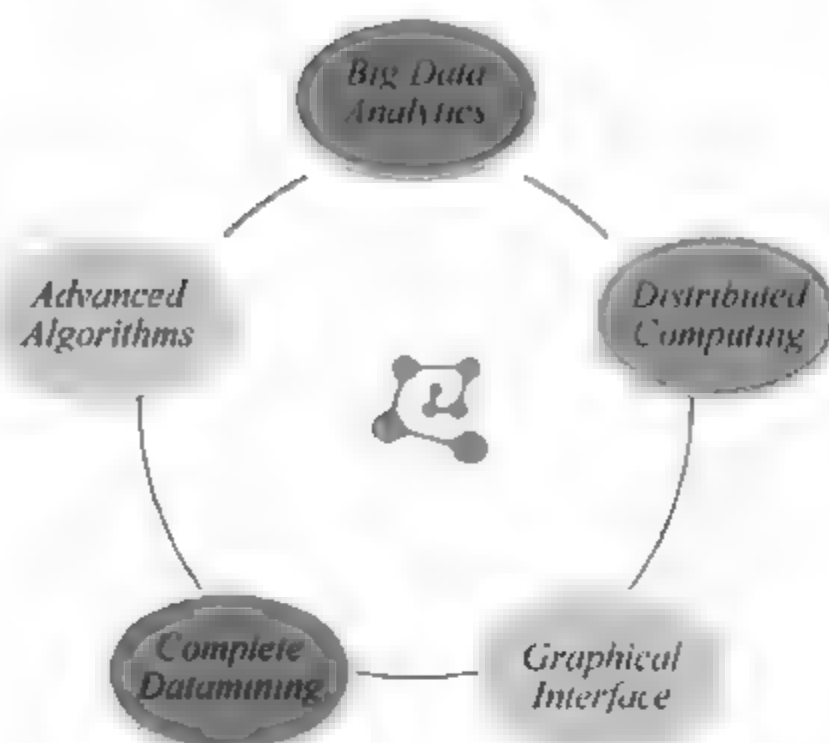 Big Data
Analytics
Advanced
Algorithms
Distributed
Computing
Complete
Datamining
Graphical
Interface